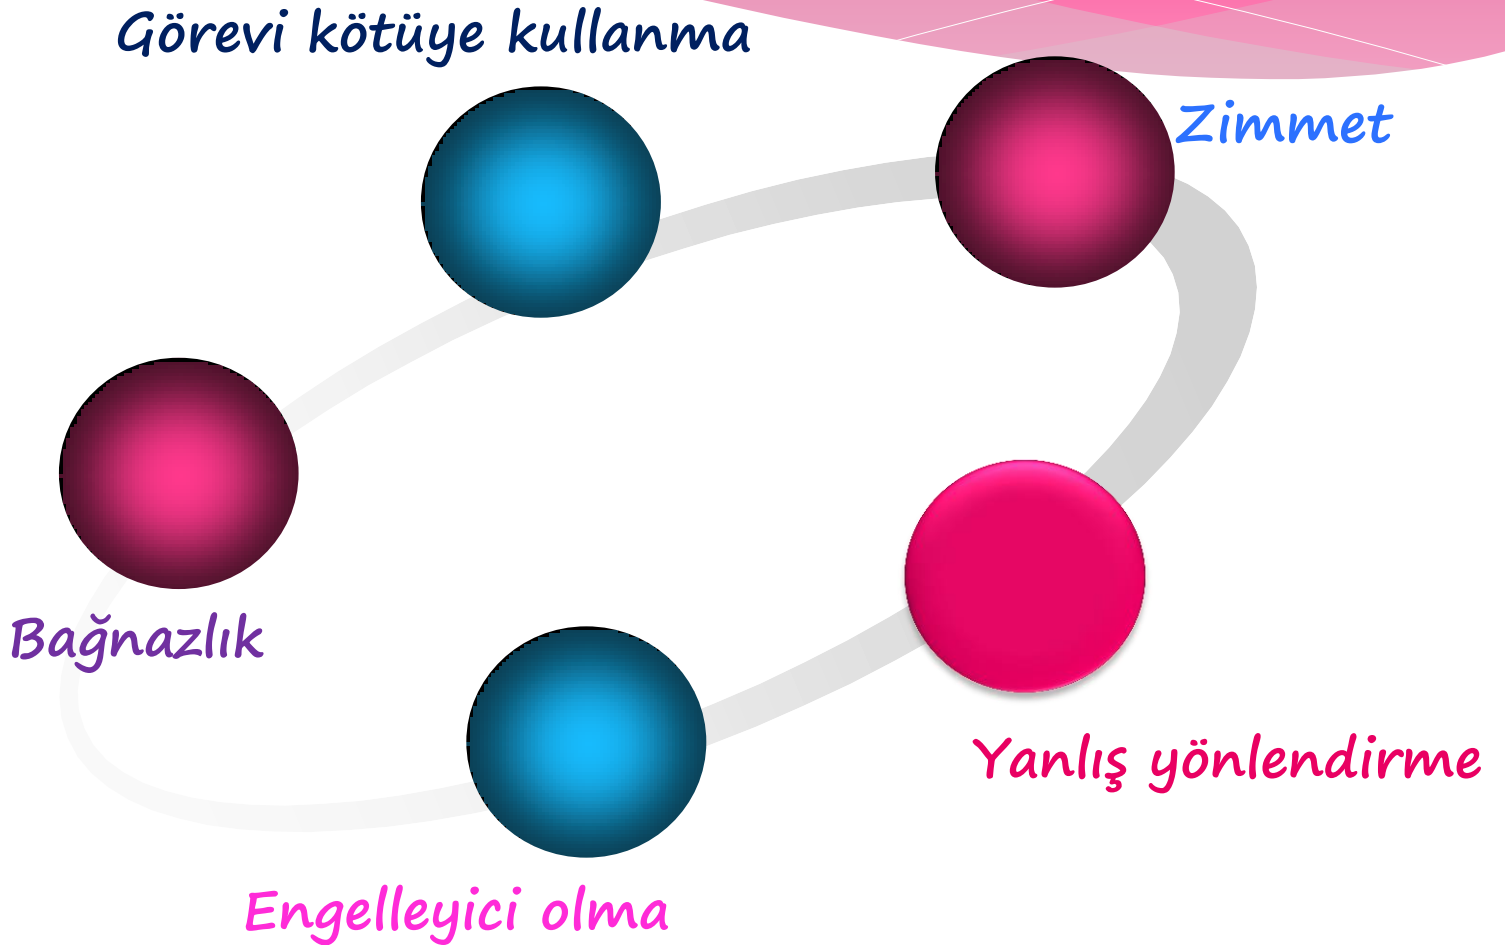 Görevi kötüye kullanma
Zimmet
Bağnazlık
Yanlış yönlendirme
Engelleyici olma